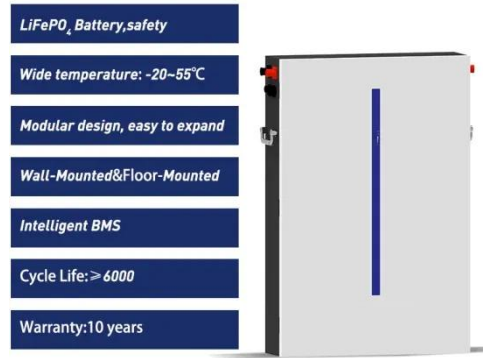 LiFePO₄ Battery,safety
Wide temperature: -20~55℃
Modular design, easy to expand
Wall-Mounted&Floor-Mounted
Intelligent BMS
Cycle Life:≥6000
Warranty:10 years